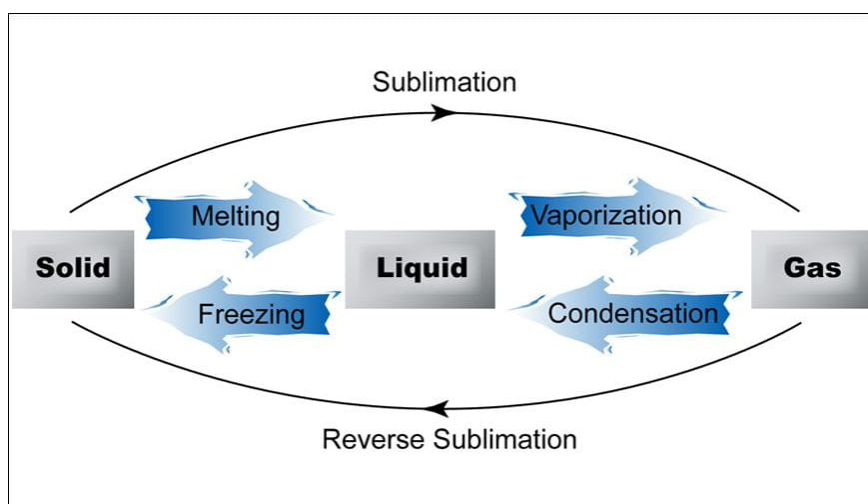 Sublimation
Melting
Vaporization
Solid
Liquid
Gas
Freezing
Condensation
Reverse Sublimation